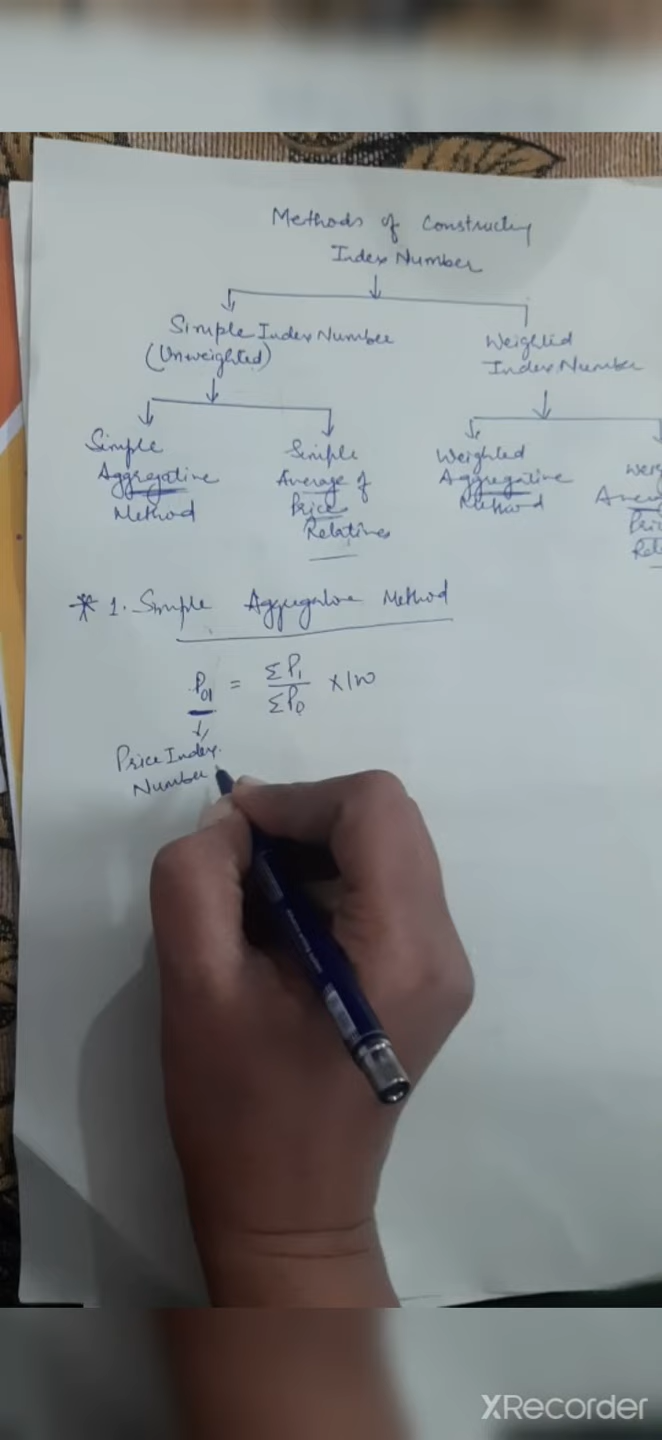 Methods of Constructing
Index Number
Simple Index Number
(Unweighted)
Weighted
Index Number
Simple
Aggregative
Method
Simple
Average of
Price
Relatives
Weighted
Aggregative
Method
* 1. Simple Aggregative Method
P01 = ΣP1 / ΣP0 × 100
Price Index
Number
XRecorder